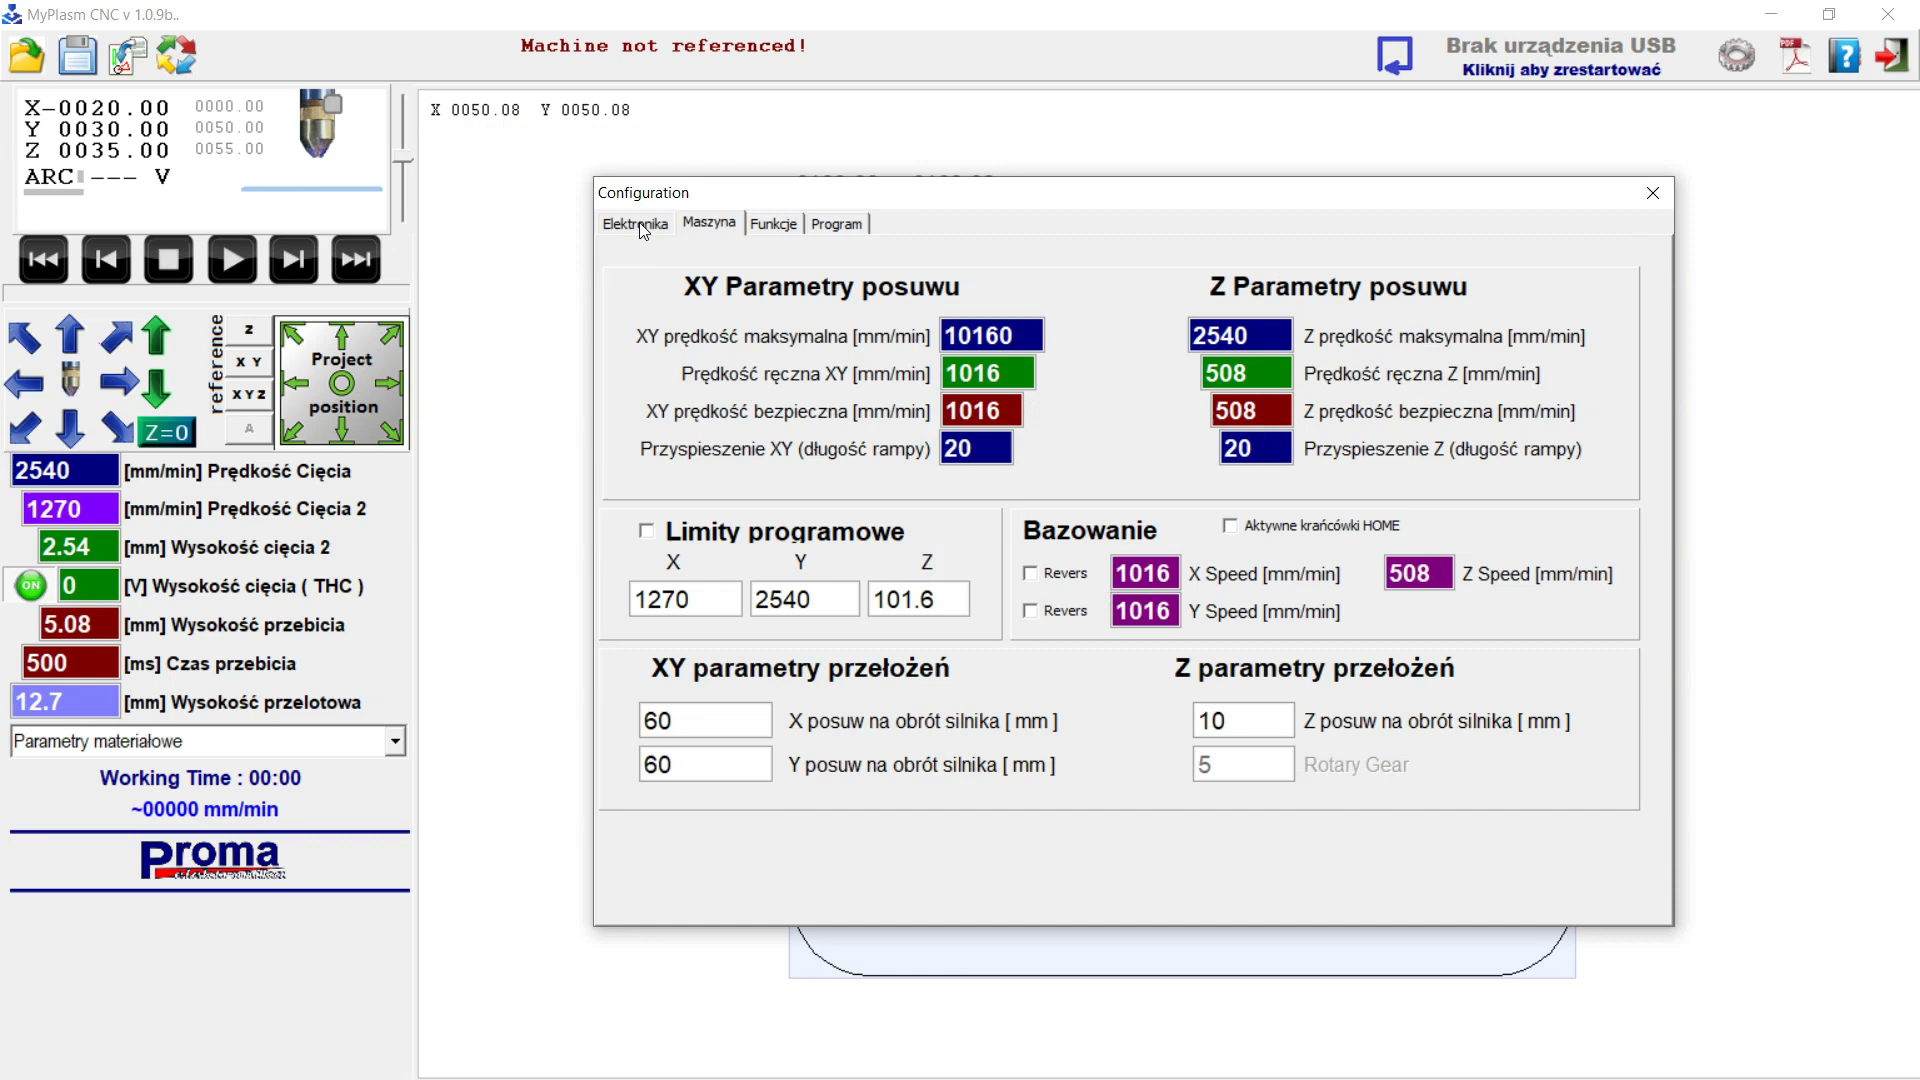 MyPlasm CNC v 1.0.9b..
Machine not referenced!
Brak urządzenia USB
Kliknij aby zrestartować
PDF
?
X-0020.00 0000.00
Y 0030.00 0050.00
Z 0035.00 0055.00
ARC --- V
X 0050.08 Y 0050.08
reference
Z
X Y
X Y Z
A
Project
position
Z=0
2540 [mm/min] Prędkość Cięcia
1270 [mm/min] Prędkość Cięcia 2
2.54 [mm] Wysokość cięcia 2
ON 0 [V] Wysokość cięcia ( THC )
5.08 [mm] Wysokość przebicia
500 [ms] Czas przebicia
12.7 [mm] Wysokość przelotowa
Parametry materiałowe
Working Time : 00:00
~00000 mm/min
Proma
Configuration
Elektronika Maszyna Funkcje Program
XY Parametry posuwu
XY prędkość maksymalna [mm/min] 10160
Prędkość ręczna XY [mm/min] 1016
XY prędkość bezpieczna [mm/min] 1016
Przyspieszenie XY (długość rampy) 20
Z Parametry posuwu
2540 Z prędkość maksymalna [mm/min]
508 Prędkość ręczna Z [mm/min]
508 Z prędkość bezpieczna [mm/min]
20 Przyspieszenie Z (długość rampy)
Limity programowe
X Y Z
1270 2540 101.6
Bazowanie Aktywne krańcówki HOME
Revers 1016 X Speed [mm/min] 508 Z Speed [mm/min]
Revers 1016 Y Speed [mm/min]
XY parametry przełożeń
60 X posuw na obrót silnika [ mm ]
60 Y posuw na obrót silnika [ mm ]
Z parametry przełożeń
10 Z posuw na obrót silnika [ mm ]
5 Rotary Gear